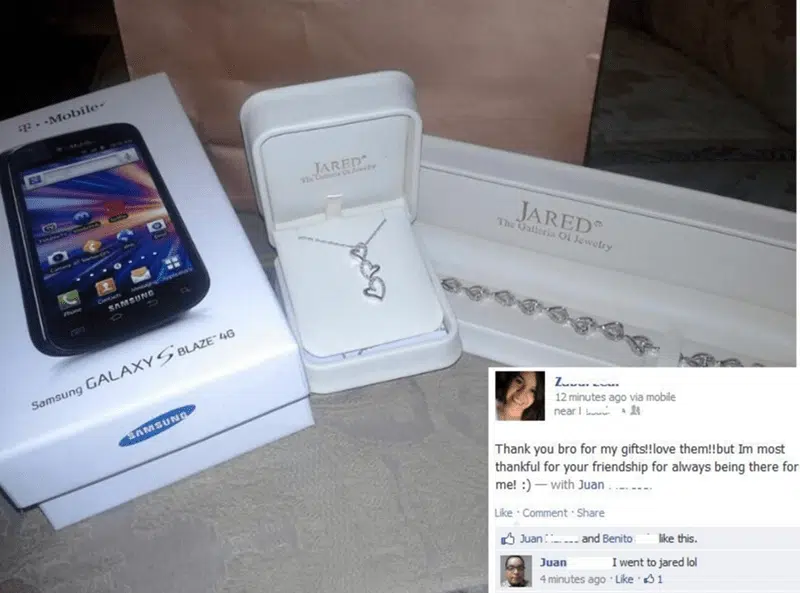 T··Mobile
SAMSUNG
Samsung GALAXY S BLAZE™ 4G
SAMSUNG
JARED®
The Galleria Of Jewelry
JARED®
The Galleria Of Jewelry
12 minutes ago via mobile
near
Thank you bro for my gifts!!love them!!but Im most
thankful for your friendship for always being there for
me! :) — with Juan
Like · Comment · Share
Juan and Benito like this.
Juan I went to jared lol
4 minutes ago · Like · 1